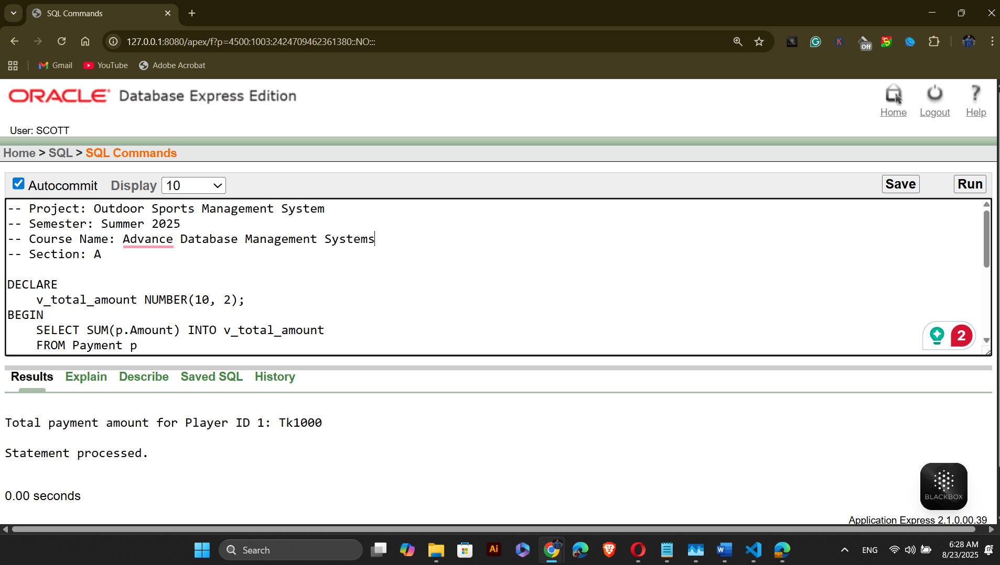 SQL Commands
127.0.0.1:8080/apex/f?p=4500:1003:2424709462361380::NO:::
K
Off
S
Gmail
YouTube
Adobe Acrobat
ORACLE Database Express Edition
Home
Logout
Help
User: SCOTT
Home > SQL > SQL Commands
Autocommit Display 10
Save
Run
-- Project: Outdoor Sports Management System
-- Semester: Summer 2025
-- Course Name: Advance Database Management Systems
-- Section: A
DECLARE
v_total_amount NUMBER(10, 2);
BEGIN
SELECT SUM(p.Amount) INTO v_total_amount
FROM Payment p
2
Results Explain Describe Saved SQL History
Total payment amount for Player ID 1: Tk1000
Statement processed.
0.00 seconds
BLACKBOX
Application Express 2.1.0.00.39
Search
Ai
W
ENG
6:28 AM
8/23/2025